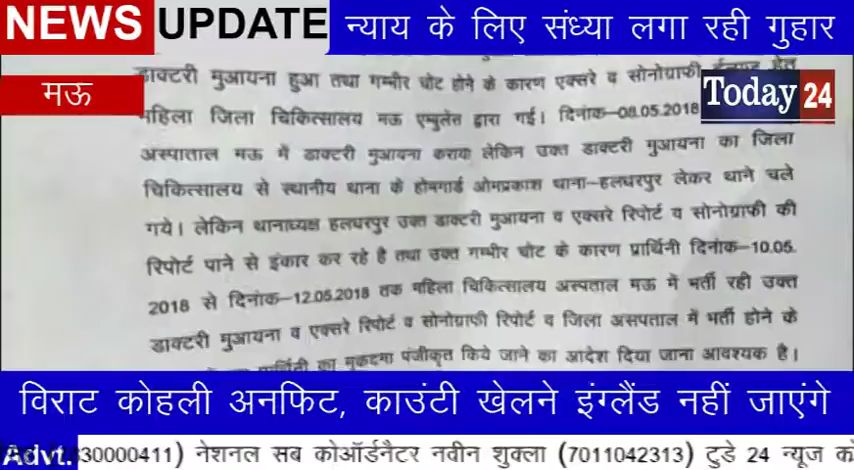 NEWS UPDATE न्याय के लिए संध्या लगा रही गुहार
मऊ
Today 24
डाक्टरी मुआयना हुआ तथा गम्भीर चोट होने के कारण एक्सरे व सोनोग्राफी
महिला जिला चिकित्सालय मऊ एम्बुलेंस द्वारा गई। दिनांक-08.05.2018
अस्पाताल मऊ में डाक्टरी मुआयना कराया लेकिन उक्त डाक्टरी मुआयना का जिला
चिकित्सालय से स्थानीय थाना के होमगार्ड ओमप्रकाश थाना-हलधरपुर लेकर थाने चले
गये। लेकिन थानाध्यक्ष हलधरपुर उक्त डाक्टरी मुआयना व एक्सरे रिपोर्ट व सोनोग्राफी की
रिपोर्ट पाने से इंकार कर रहे है तथा उक्त गम्भीर चोट के कारण प्रार्थिनी दिनांक-10.05.
2018 से दिनांक-12.05.2018 तक महिला चिकित्सालय अस्पताल मऊ में भर्ती रही उक्त
डाक्टरी मुआयना व एक्सरे रिपोर्ट व सोनोग्राफी रिपोर्ट व जिला असपताल में भर्ती होने के
का मुकदमा पंजीकृत किये जाने का आदेश दिया जाना आवश्यक है।
विराट कोहली अनफिट, काउंटी खेलने इंग्लैंड नहीं जाएंगे
Advt. 330000411) नेशनल सब कोऑर्डनैटर नवीन शुक्ला (7011042313) टुडे 24 न्यूज को